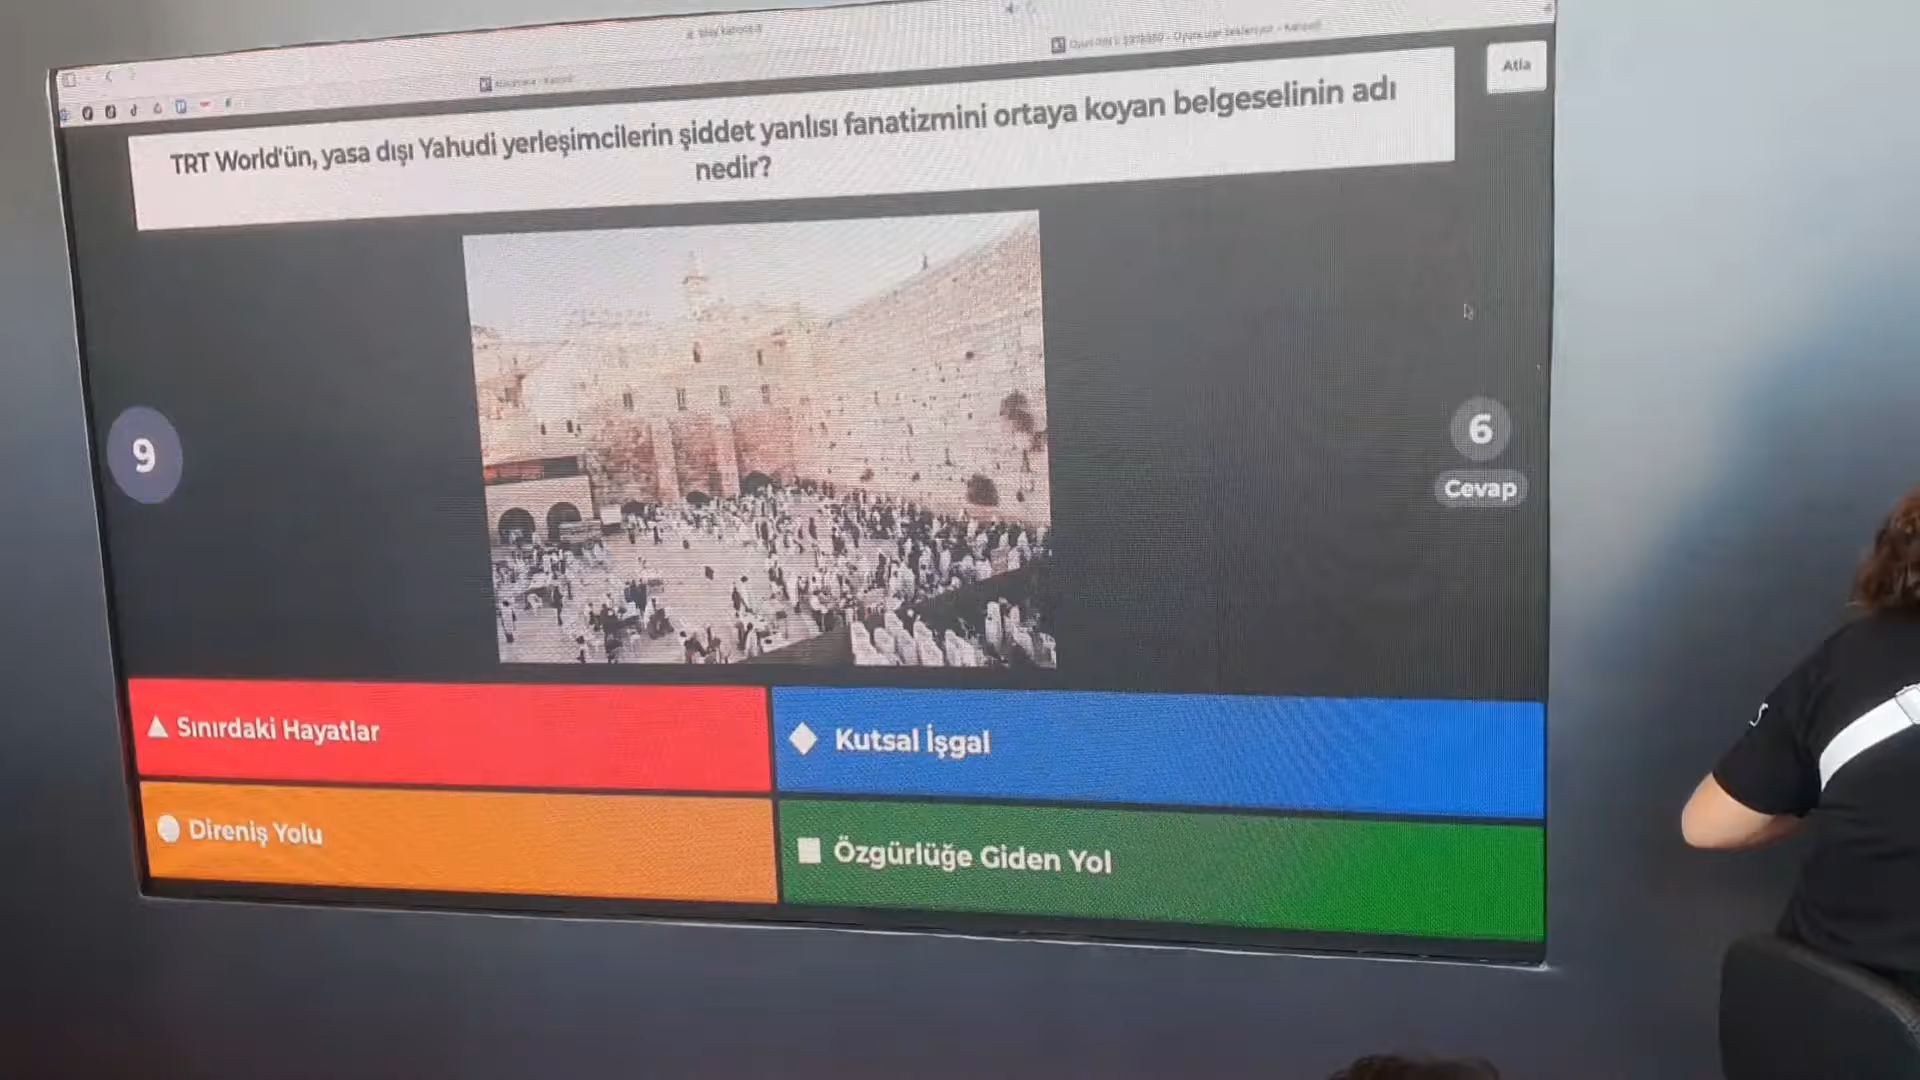 Atla
TRT World'ün, yasa dışı Yahudi yerleşimcilerin şiddet yanlısı fanatizmini ortaya koyan belgeselinin adı
nedir?
9
6
Cevap
Sınırdaki Hayatlar
Kutsal İşgal
Direniş Yolu
Özgürlüğe Giden Yol